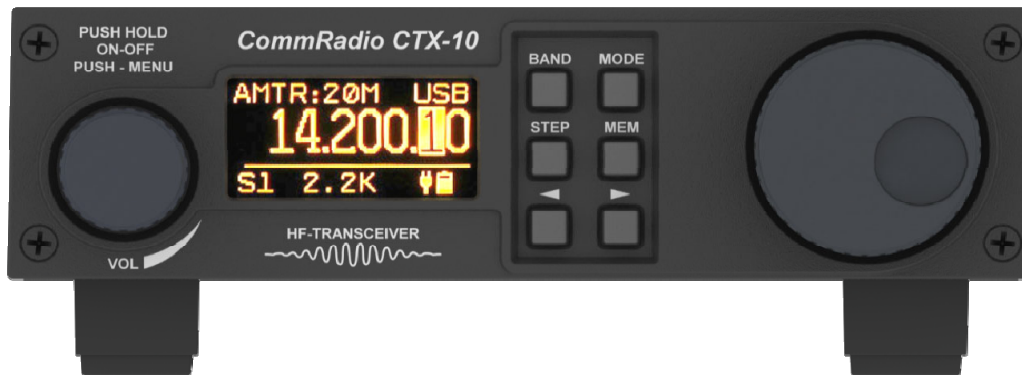 PUSH HOLD
ON-OFF
PUSH - MENU
VOL
CommRadio CTX-10
AMTR:20M USB
14.200.10
S1 2.2K
HF-TRANSCEIVER
BAND MODE
STEP MEM